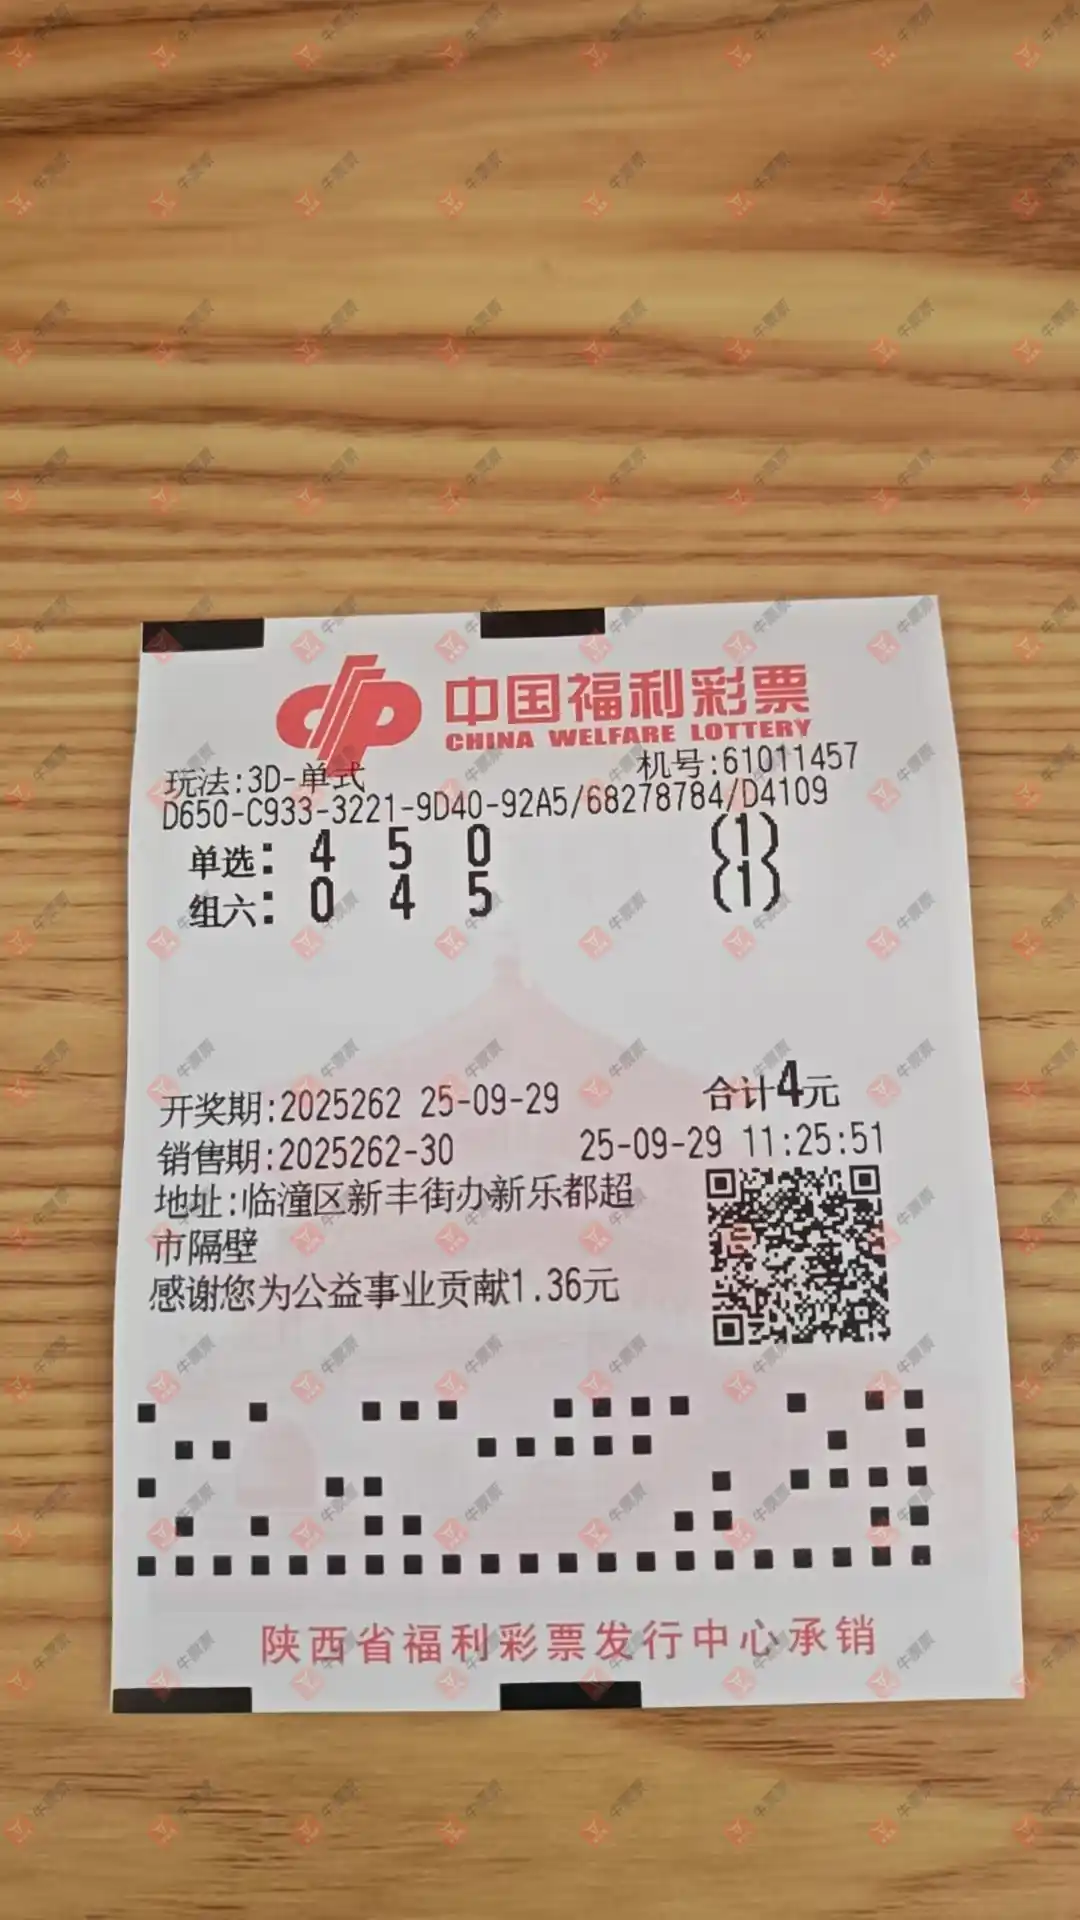 中国福利彩票
CHINA WELFARE LOTTERY
玩法:3D-单式 机号:61011457
D650-C933-3221-9D40-92A5/68278784/D4109
单选: 4 5 0 (1)
组六: 0 4 5 (1)
开奖期:2025262 25-09-29 合计4元
销售期:2025262-30 25-09-29 11:25:51
地址:临潼区新丰街办新乐都超
市隔壁
感谢您为公益事业贡献1.36元
陕西省福利彩票发行中心承销
牛票票